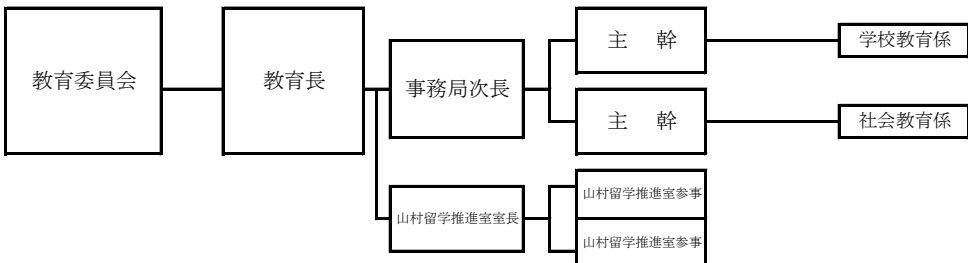 教育委員会
教育長
事務局次長
主　幹
学校教育係
主　幹
社会教育係
山村留学推進室室長
山村留学推進室参事
山村留学推進室参事